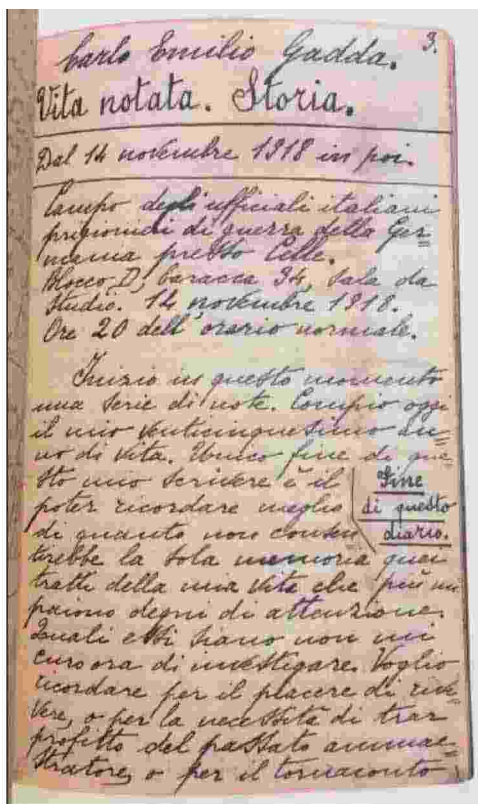 3.
Carlo Emilio Gadda.
Vita notata. Storia.
Dal 14 novembre 1918 in poi.
Campo degli ufficiali italiani
prigionieri di guerra della Ger-
mania presso Celle.
Blocco D, baracca 34, sala da
studio. 14 novembre 1918.
Ore 20 dell'orario normale.
Inizio in questo momento
una serie di note. Compio oggi
il mio venticinquesimo an-
no di vita. Unico fine di que-
sto mio scrivere è il
poter ricordare meglio
di quanto non consen
tirebbe la sola memoria quei
tratti della mia vita che più mi
paiono degni di attenzione.
Quali essi siano non mi
curo ora di investigare. Voglio
ricordare per il piacere di rivi-
vere, o per la necessità di trar
profitto del passato ammae-
stratore, o per il tornaconto
Fine
di questo
diario.